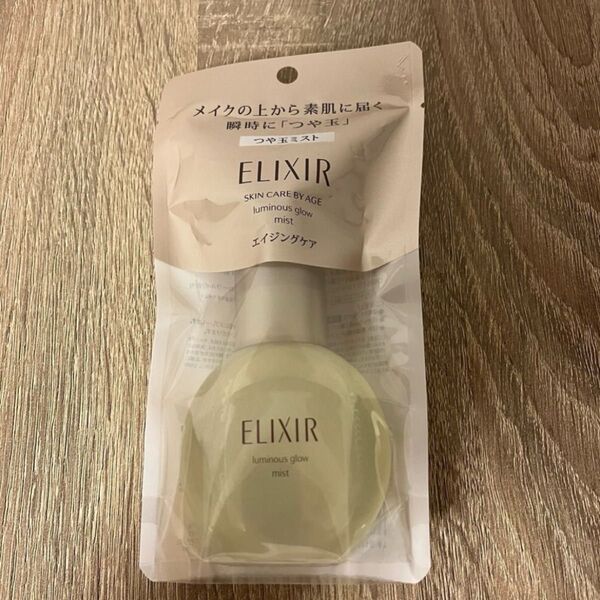 メイクの上から素肌に届く
瞬時に「つや玉」
つや玉ミスト
ELIXIR
SKIN CARE BY AGE
luminous glow
mist
エイジングケア
ELIXIR
luminous glow
mist